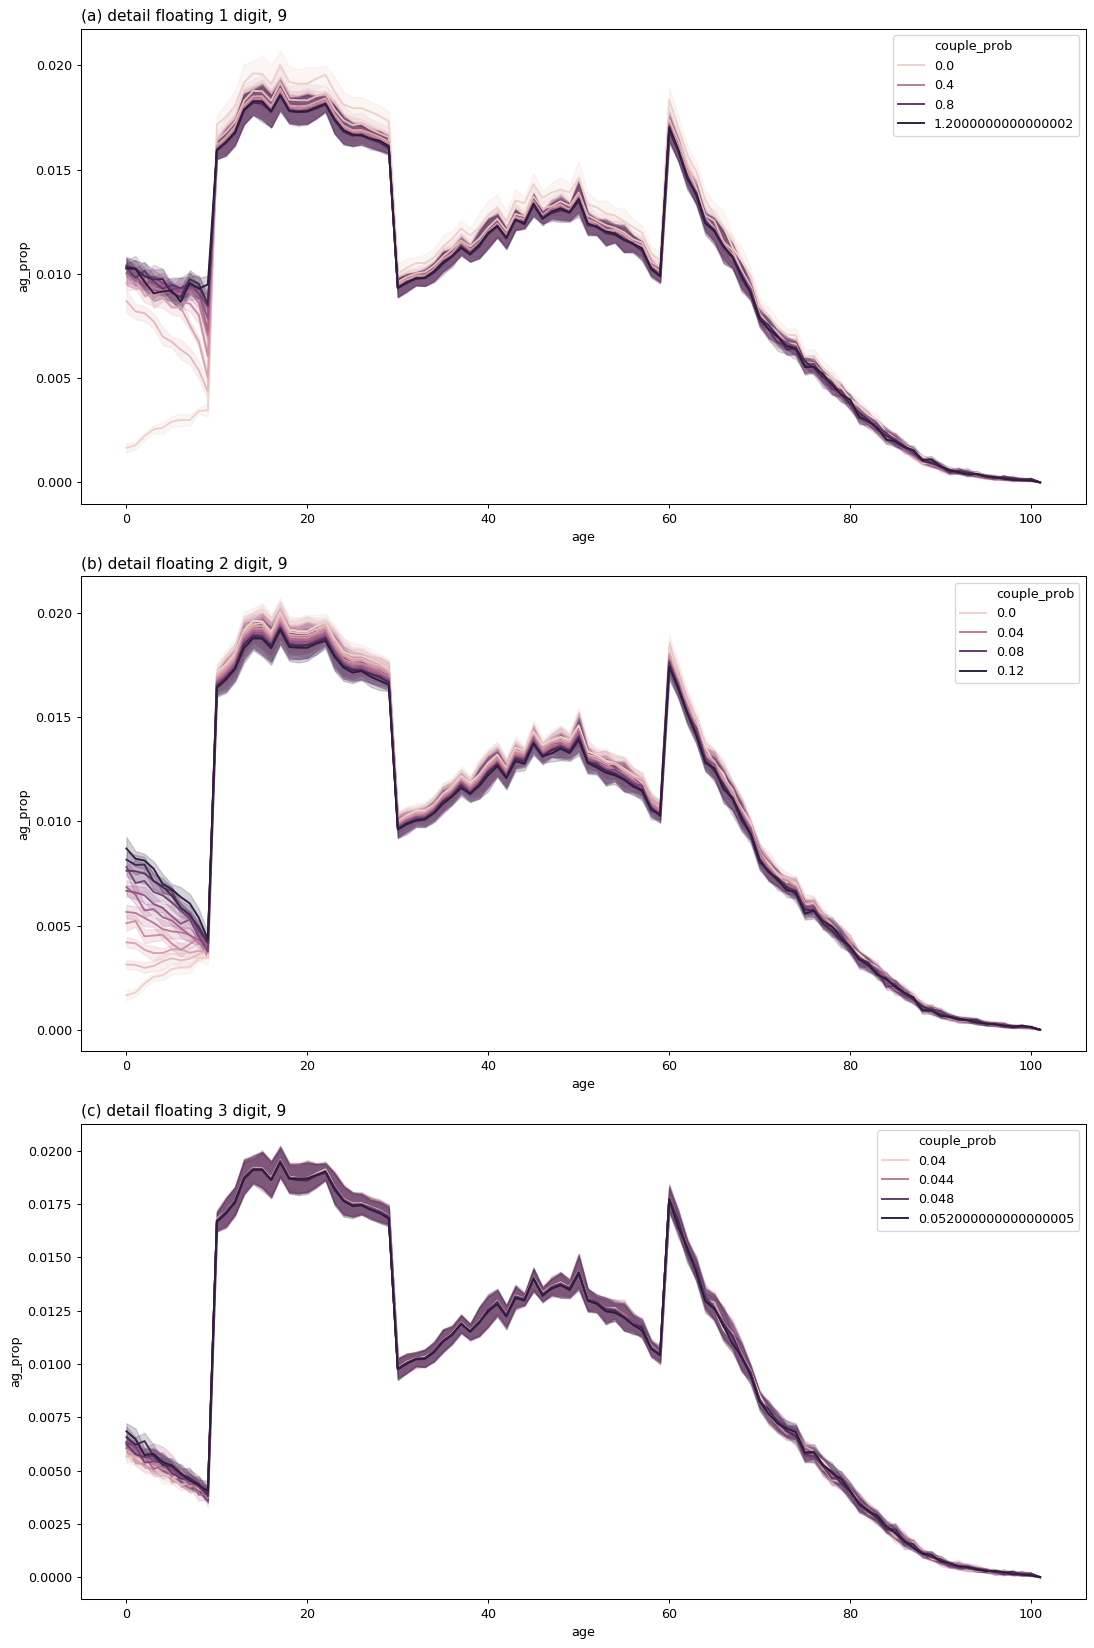 (a) detail floating 1 digit, 9
couple_prob
0.0
0.4
0.8
1.2000000000000002
0.020
0.015
0.010
0.005
0.000
ag_prop
0 20 40 60 80 100
age
(b) detail floating 2 digit, 9
couple_prob
0.0
0.04
0.08
0.12
0.020
0.015
0.010
0.005
0.000
ag_prop
0 20 40 60 80 100
age
(c) detail floating 3 digit, 9
couple_prob
0.04
0.044
0.048
0.052000000000000005
0.0200
0.0175
0.0150
0.0125
0.0100
0.0075
0.0050
0.0025
0.0000
ag_prop
0 20 40 60 80 100
age